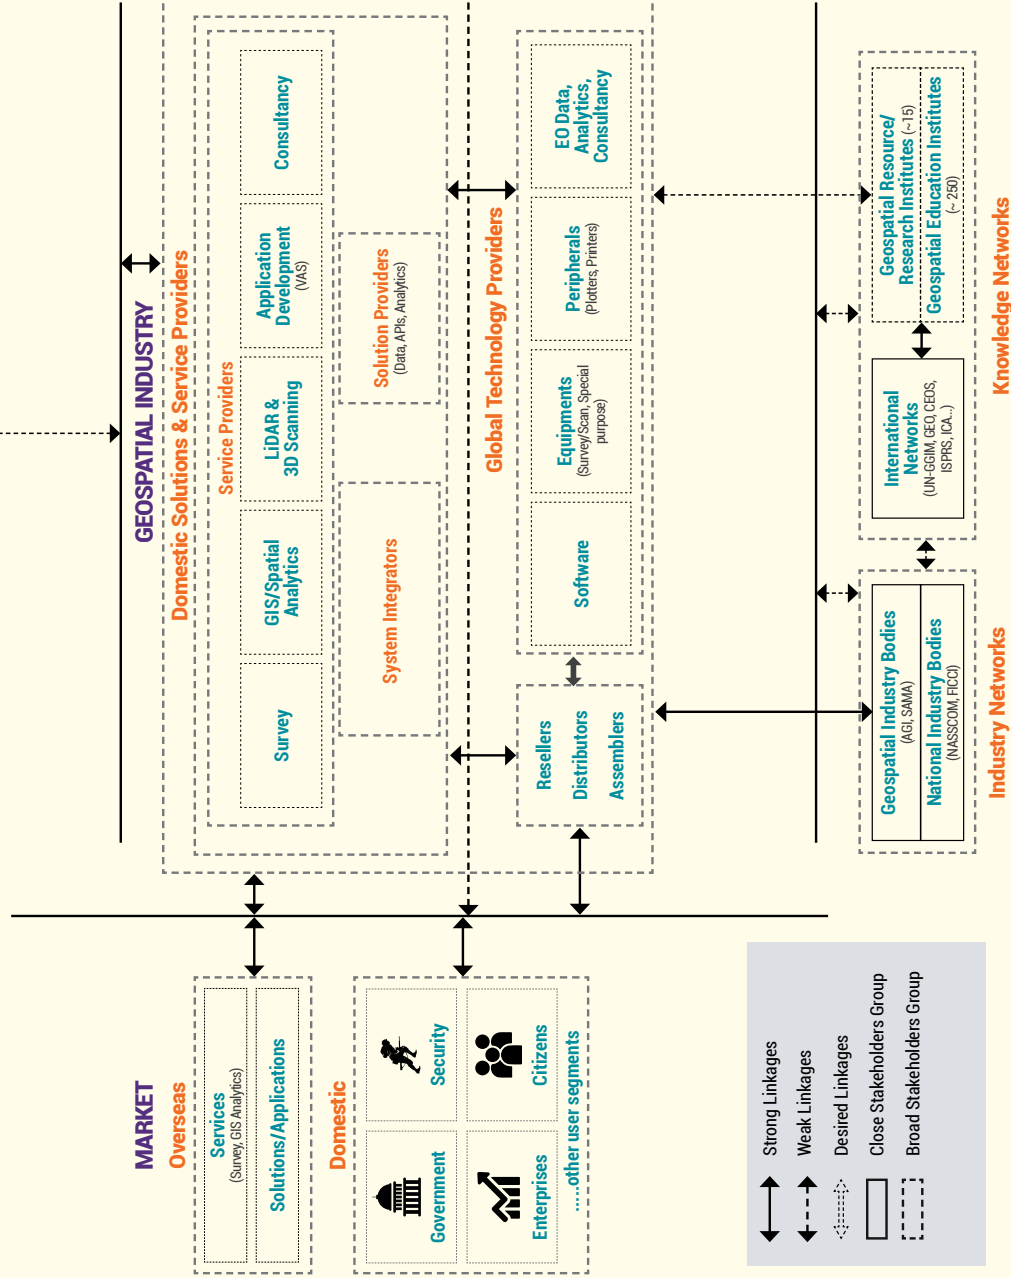 MARKET
Overseas
Services
(Survey, GIS Analytics)
Solutions/Applications
Domestic
Government
Security
Enterprises
Citizens
.....other user segments
GEOSPATIAL INDUSTRY
Domestic Solutions & Service Providers
Service Providers
Survey
GIS/Spatial
Analytics
LiDAR &
3D Scanning
Application
Development
(VAS)
Consultancy
System Integrators
Solution Providers
(Data, APIs, Analytics)
Global Technology Providers
Resellers
Distributors
Assemblers
Software
Equipments
(Survey/Scan, Special
purpose)
Peripherals
(Plotters, Printers)
EO Data,
Analytics,
Consultancy
Strong Linkages
Weak Linkages
Desired Linkages
Close Stakeholders Group
Broad Stakeholders Group
Geospatial Industry Bodies
(AGI, SAMA)
National Industry Bodies
(NASSCOM, FICCI)
Industry Networks
International
Networks
(UN-GGIM, GEO, CEOS,
ISPRS, ICA...)
Geospatial Resource/
Research Institutes (~15)
Geospatial Education Institutes
(~ 250)
Knowledge Networks